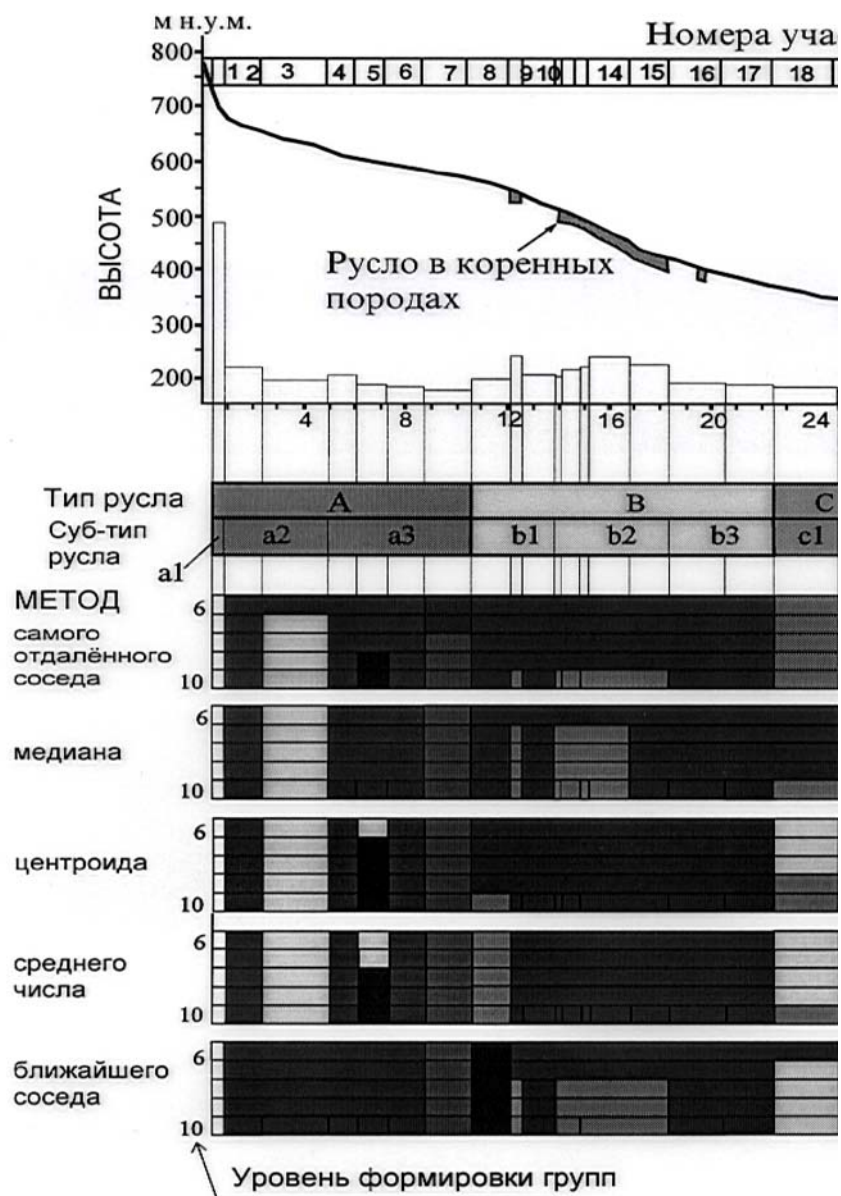 м н.у.м.
Номера уча
800
1 2 3 4 5 6 7 8 9 10 14 15 16 17 18
700
600
500
400
300
200
ВЫСОТА
Русло в коренных
породах
4 8 12 16 20 24
Тип русла A B C
Суб-тип
русла
a1 a2 a3 b1 b2 b3 c1
МЕТОД
6
самого
отдалённого
соседа
10
6
медиана
10
6
центроида
10
6
среднего
числа
10
6
ближайшего
соседа
10
Уровень формировки групп